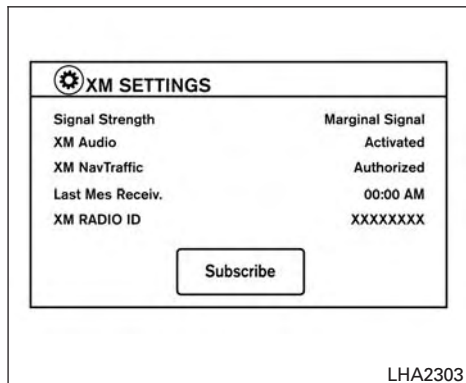 XM SETTINGS
Signal Strength Marginal Signal
XM Audio Activated
XM NavTraffic Authorized
Last Mes Receiv. 00:00 AM
XM RADIO ID XXXXXXXX
Subscribe
LHA2303